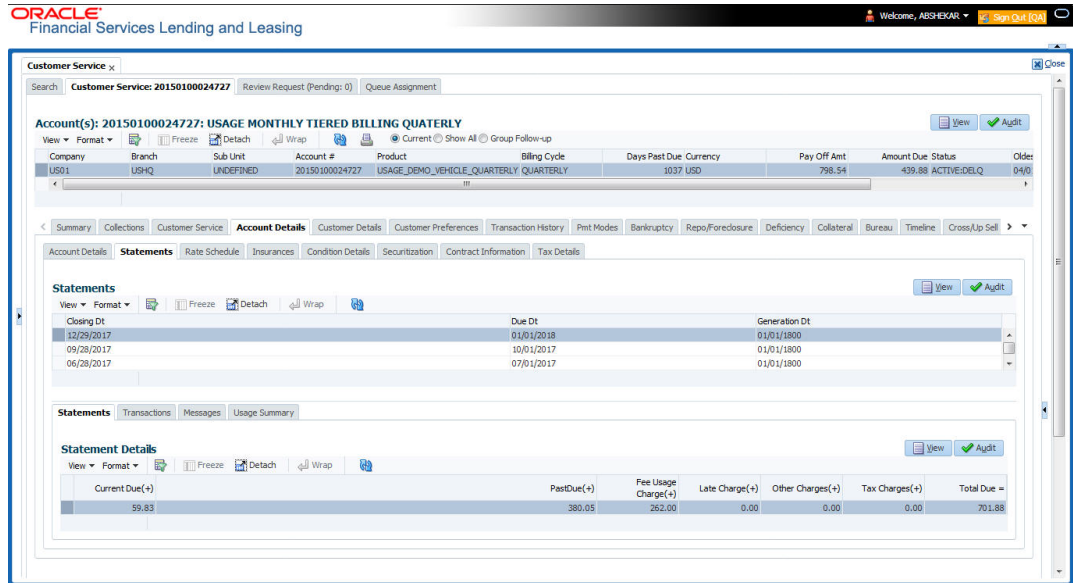 ORACLE
Financial Services Lending and Leasing
Welcome, ABSHEKAR
Sign Out [QA]
Customer Service x
Close
Search Customer Service: 20150100024727 Review Request (Pending: 0) Queue Assignment
Account(s): 20150100024727: USAGE MONTHLY TIERED BILLING QUATERLY
View Audit
View Format Freeze Detach Wrap Current Show All Group Follow-up
Company Branch Sub Unit Account # Product Billing Cycle Days Past Due Currency Pay Off Amt Amount Due Status Oldes
US01 USHQ UNDEFINED 20150100024727 USAGE_DEMO_VEHICLE_QUARTERLY QUARTERLY 1037 USD 798.54 439.88 ACTIVE:DELQ 04/0
Summary Collections Customer Service Account Details Customer Details Customer Preferences Transaction History Pmt Modes Bankruptcy Repo/Foreclosure Deficiency Collateral Bureau Timeline Cross/Up Sell
Account Details Statements Rate Schedule Insurances Condition Details Securitization Contract Information Tax Details
Statements
View Audit
View Format Freeze Detach Wrap
Closing Dt Due Dt Generation Dt
12/29/2017 01/01/2018 01/01/1800
09/28/2017 10/01/2017 01/01/1800
06/28/2017 07/01/2017 01/01/1800
Statements Transactions Messages Usage Summary
Statement Details
View Audit
View Format Freeze Detach Wrap
Current Due(+) PastDue(+) Fee Usage Charge(+) Late Charge(+) Other Charges(+) Tax Charges(+) Total Due =
59.83 380.05 262.00 0.00 0.00 0.00 701.88